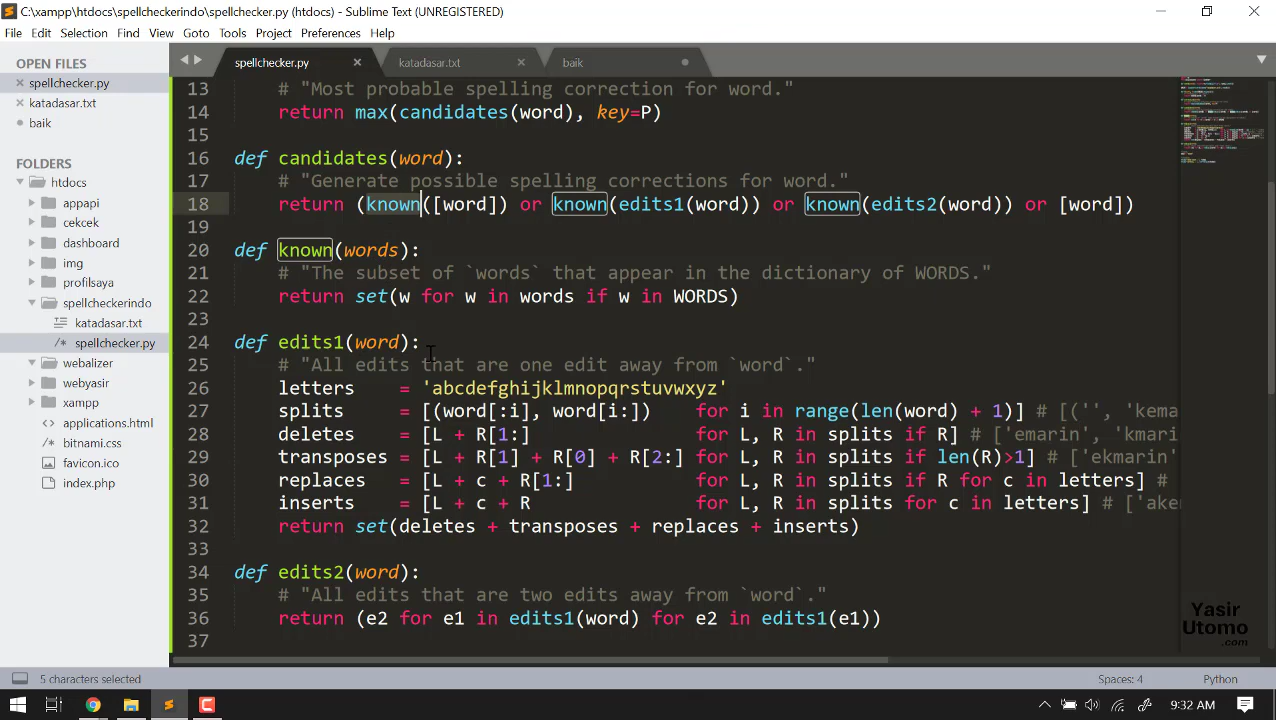 C:\xampp\htdocs\spellcheckerindo\spellchecker.py (htdocs) - Sublime Text (UNREGISTERED)
File Edit Selection Find View Goto Tools Project Preferences Help
OPEN FILES
spellchecker.py
katadasar.txt
baik
FOLDERS
htdocs
appapi
cekcek
dashboard
img
profilsaya
spellcheckerindo
katadasar.txt
spellchecker.py
webalizer
webyasir
xampp
applications.html
bitnami.css
favicon.ico
index.php
spellchecker.py katadasar.txt baik
13 # "Most probable spelling correction for word."
14 return max(candidates(word), key=P)
15
16 def candidates(word):
17 # "Generate possible spelling corrections for word."
18 return (known([word]) or known(edits1(word)) or known(edits2(word)) or [word])
19
20 def known(words):
21 # "The subset of `words` that appear in the dictionary of WORDS."
22 return set(w for w in words if w in WORDS)
23
24 def edits1(word):
25 # "All edits that are one edit away from `word`."
26 letters = 'abcdefghijklmnopqrstuvwxyz'
27 splits = [(word[:i], word[i:]) for i in range(len(word) + 1)] # [('', 'kema
28 deletes = [L + R[1:] for L, R in splits if R] # ['emarin', 'kmari
29 transposes = [L + R[1] + R[0] + R[2:] for L, R in splits if len(R)>1] # ['ekmarin'
30 replaces = [L + c + R[1:] for L, R in splits if R for c in letters] #
31 inserts = [L + c + R for L, R in splits for c in letters] # ['ake
32 return set(deletes + transposes + replaces + inserts)
33
34 def edits2(word):
35 # "All edits that are two edits away from `word`."
36 return (e2 for e1 in edits1(word) for e2 in edits1(e1))
37
Yasir
Utomo
.com
5 characters selected Spaces: 4 Python
9:32 AM